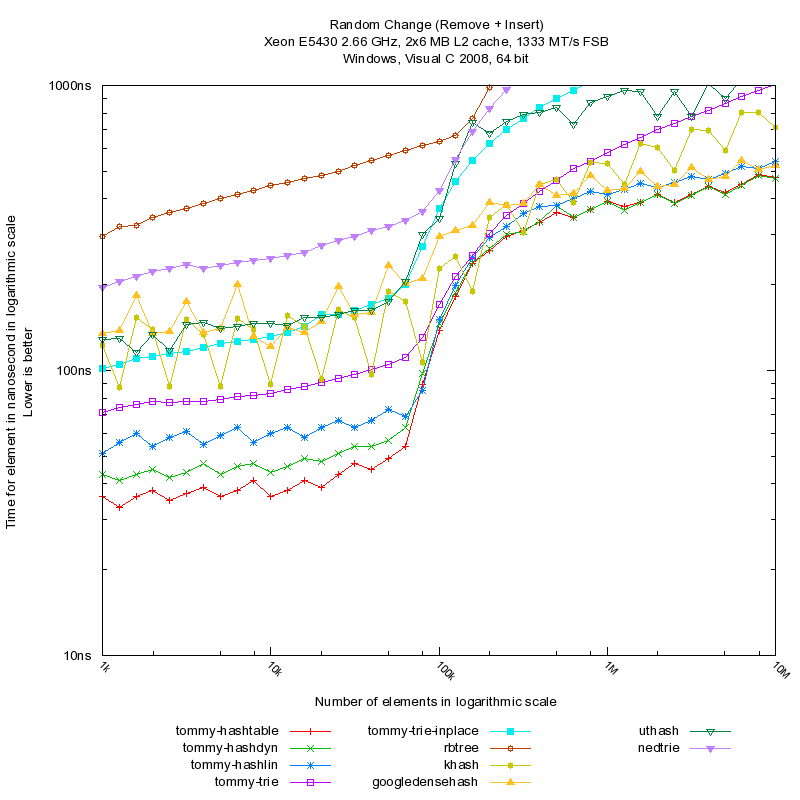 Random Change (Remove + Insert)
Xeon E5430 2.66 GHz, 2x6 MB L2 cache, 1333 MT/s FSB
Windows, Visual C 2008, 64 bit
1000ns
100ns
10ns
Time for element in nanosecond in logarithmic scale
Lower is better
1k
10k
100k
1M
10M
Number of elements in logarithmic scale
tommy-hashtable
tommy-hashdyn
tommy-hashlin
tommy-trie
tommy-trie-inplace
rbtree
khash
googledensehash
uthash
nedtrie